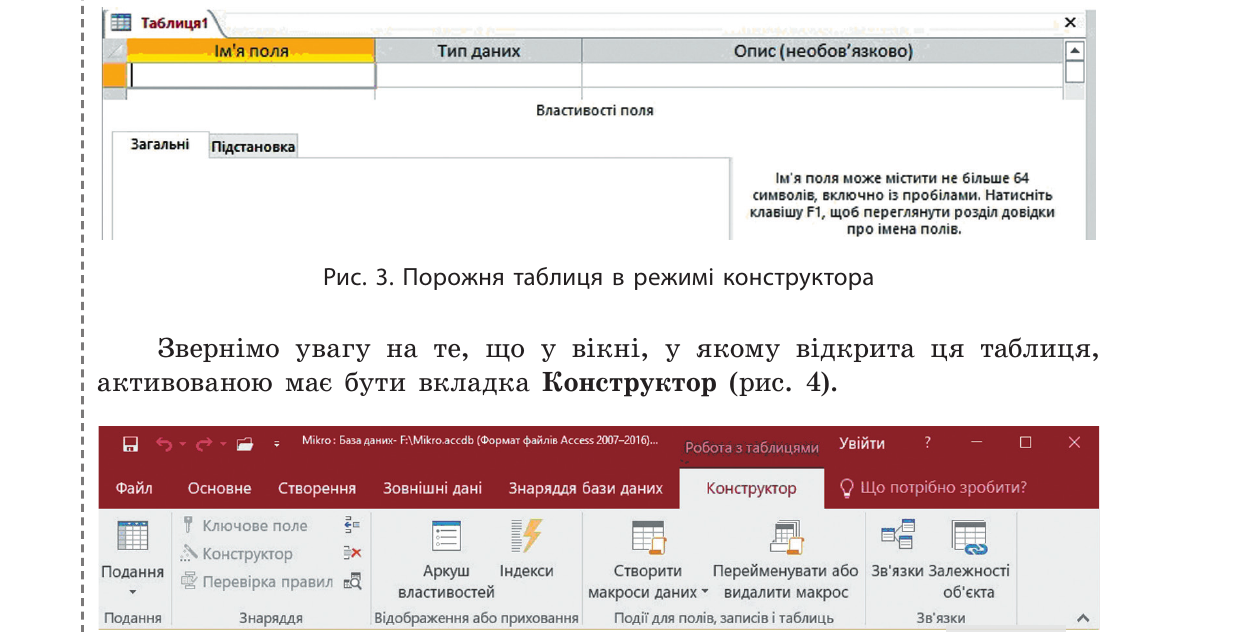 Таблиця1
Ім'я поля Тип даних Опис (необов'язково)
Властивості поля
Загальні Підстановка
Ім'я поля може містити не більше 64
символів, включно із пробілами. Натисніть
клавішу F1, щоб переглянути розділ довідки
про імена полів.
Рис. 3. Порожня таблиця в режимі конструктора
Звернімо увагу на те, що у вікні, у якому відкрита ця таблиця,
активованою має бути вкладка Конструктор (рис. 4).
Mikro : База даних- F:\Mikro.accdb (Формат файлів Access 2007–2016)... Робота з таблицями Увійти ?
Файл Основне Створення Зовнішні дані Знаряддя бази даних Конструктор Що потрібно зробити?
Подання
Ключове поле
Конструктор
Перевірка правил
Аркуш
властивостей
Індекси
Створити
макроси даних
Перейменувати або
видалити макрос
Зв'язки
Залежності
об'єкта
Подання Знаряддя Відображення або приховання Події для полів, записів і таблиць Зв'язки